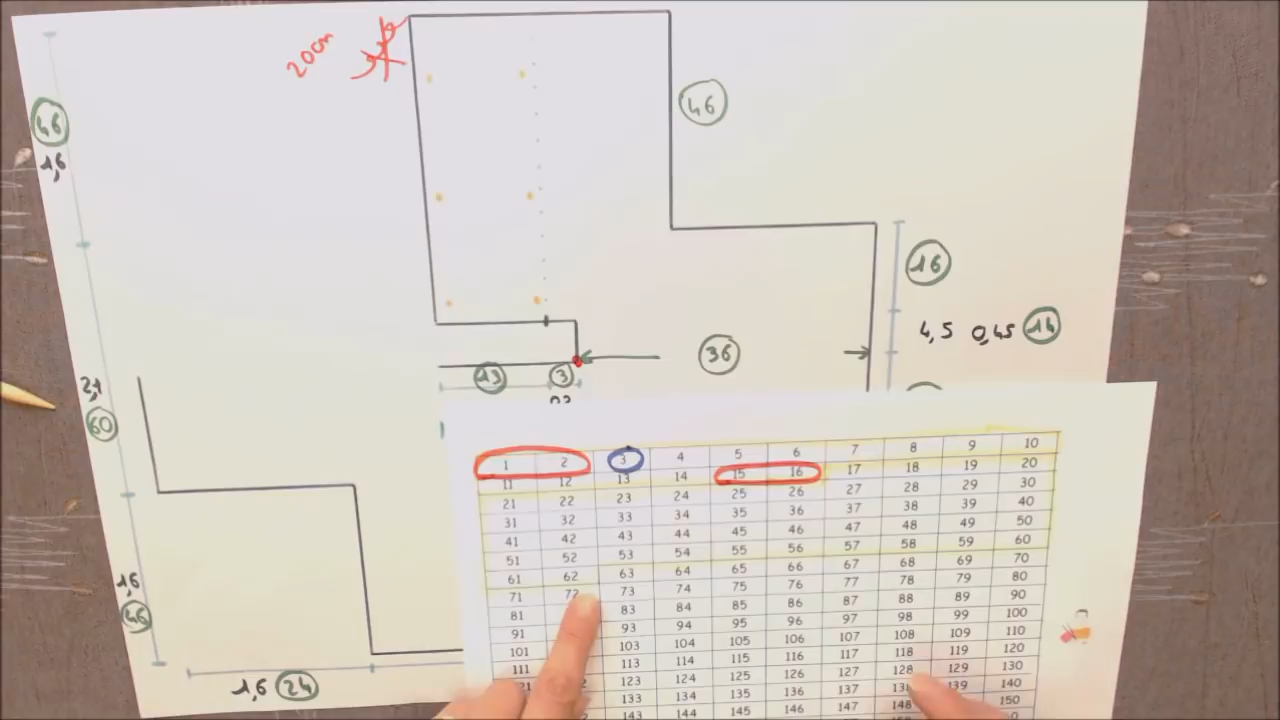 20cm
46
1,6
46
16
4,5 0,45 14
36
13 3
2,1
60
1,6
46
1,6 24
1 2 3 4 5 6 7 8 9 10
11 12 13 14 15 16 17 18 19 20
21 22 23 24 25 26 27 28 29 30
31 32 33 34 35 36 37 38 39 40
41 42 43 44 45 46 47 48 49 50
51 52 53 54 55 56 57 58 59 60
61 62 63 64 65 66 67 68 69 70
71 72 73 74 75 76 77 78 79 80
81 83 84 85 86 87 88 89 90
91 93 94 95 96 97 98 99 100
101 103 104 105 106 107 108 109 110
111 113 114 115 116 117 118 119 120
123 124 125 126 127 128 129 130
133 134 135 136 137 139 140
143 144 145 146 147 148 150